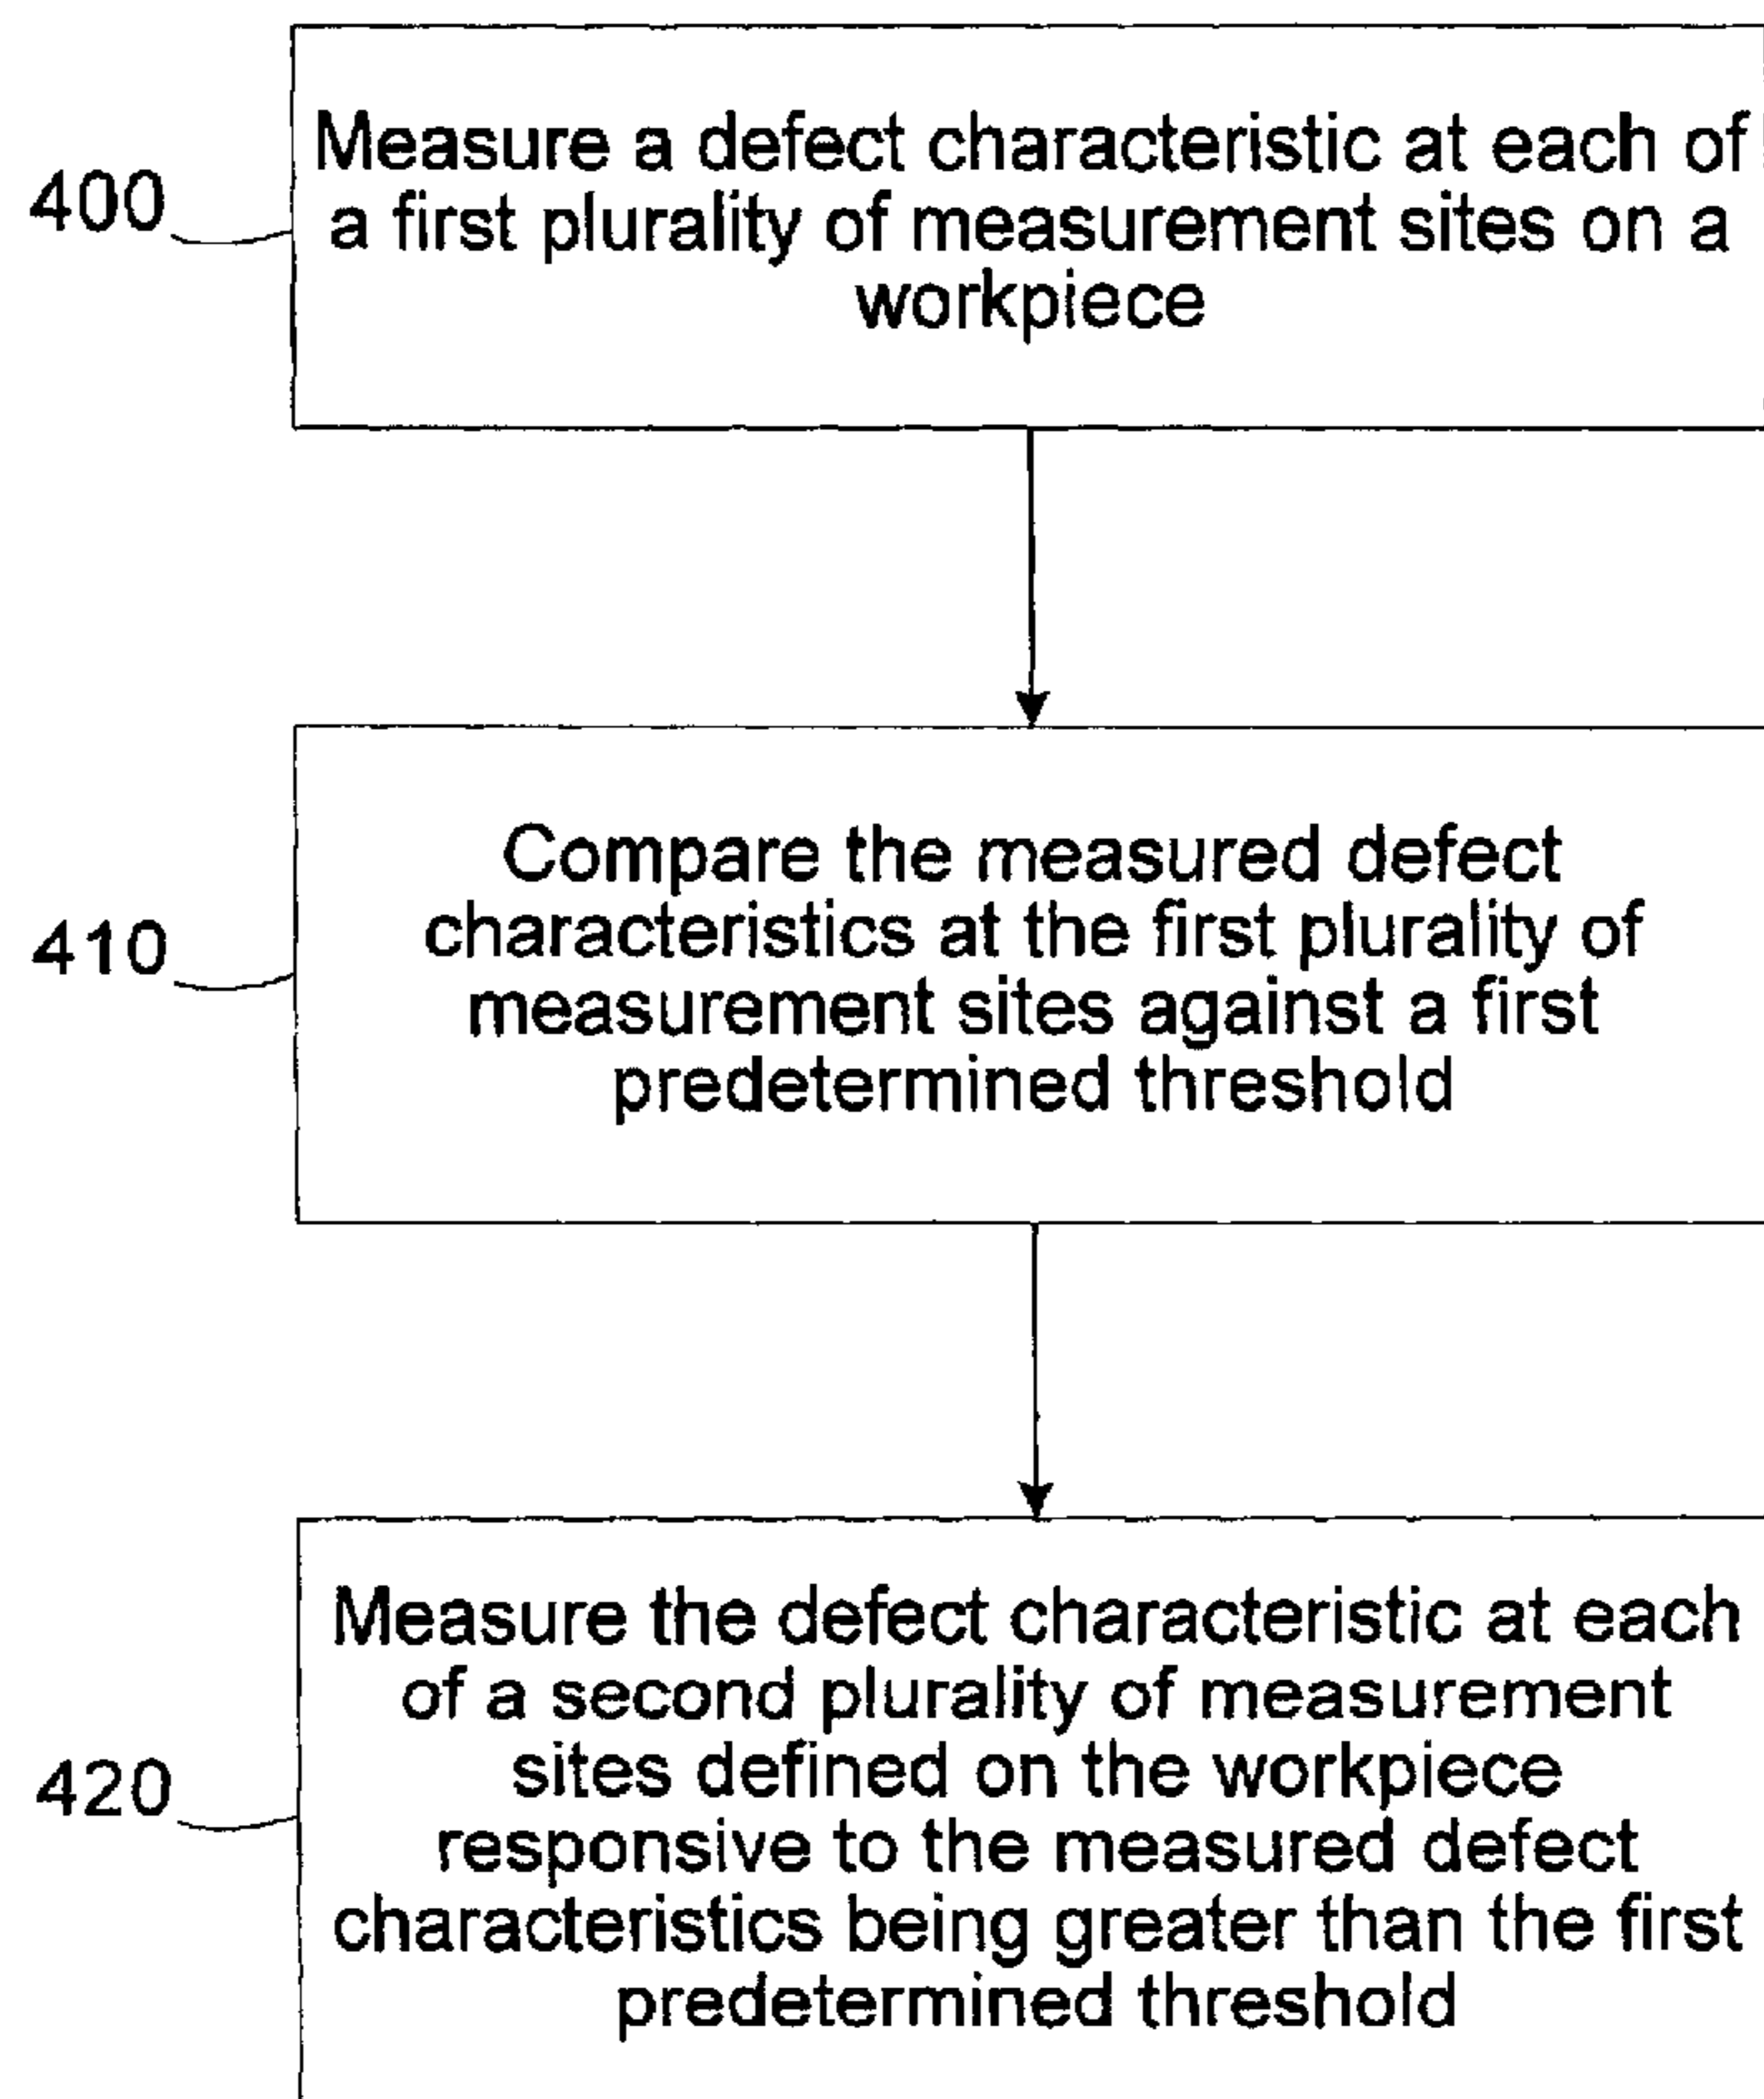 400
Measure a defect characteristic at each of
a first plurality of measurement sites on a
workpiece
410
Compare the measured defect
characteristics at the first plurality of
measurement sites against a first
predetermined threshold
420
Measure the defect characteristic at each
of a second plurality of measurement
sites defined on the workpiece
responsive to the measured defect
characteristics being greater than the first
predetermined threshold